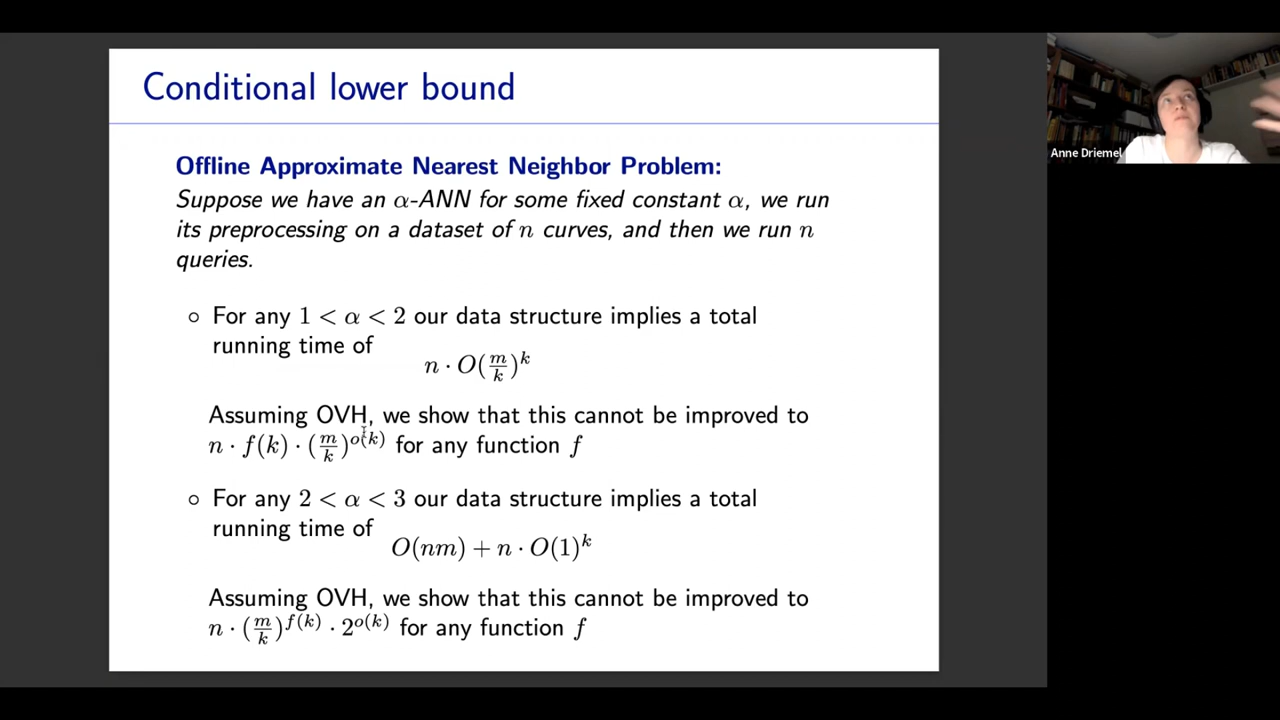 Conditional lower bound
Offline Approximate Nearest Neighbor Problem:
Suppose we have an α-ANN for some fixed constant α, we run
its preprocessing on a dataset of n curves, and then we run n
queries.
○ For any 1 < α < 2 our data structure implies a total
running time of
n · O(m/k)^k
Assuming OVH, we show that this cannot be improved to
n · f(k) · (m/k)^o(k) for any function f
○ For any 2 < α < 3 our data structure implies a total
running time of
O(nm) + n · O(1)^k
Assuming OVH, we show that this cannot be improved to
n · (m/k)^f(k) · 2^o(k) for any function f
Anne Driemel